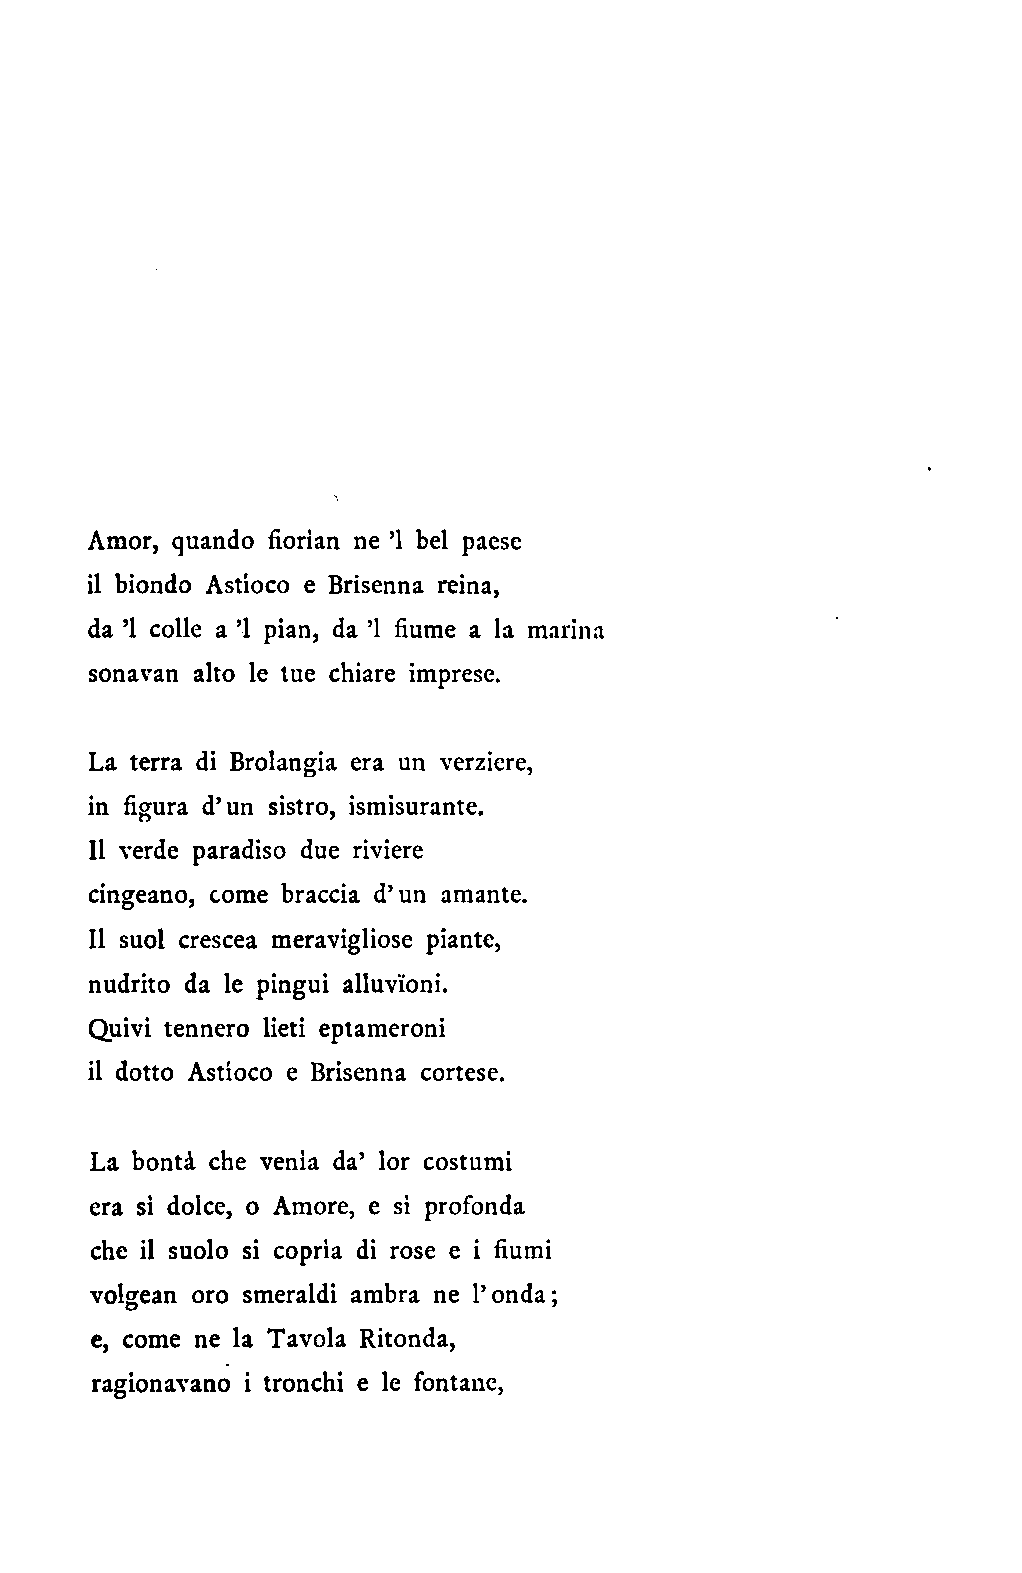 Amor, quando fiorian ne 'l bel paese
il biondo Astíoco e Brisenna reina,
da 'l colle a 'l pian, da 'l fiume a la marina
sonavan alto le tue chiare imprese.

La terra di Brolangia era un verziere,
in figura d'un sistro, ismisurante.
Il verde paradiso due riviere
cingeano, come braccia d'un amante.
Il suol crescea meravigliose piante,
nudrito da le pingui alluvïoni.
Quivi tennero lieti eptameroni
il dotto Astíoco e Brisenna cortese.

La bontà che venìa da' lor costumi
era sì dolce, o Amore, e sì profonda
che il suolo si coprìa di rose e i fiumi
volgean oro smeraldi ambra ne l'onda;
e, come ne la Tavola Ritonda,
ragionavano i tronchi e le fontane,